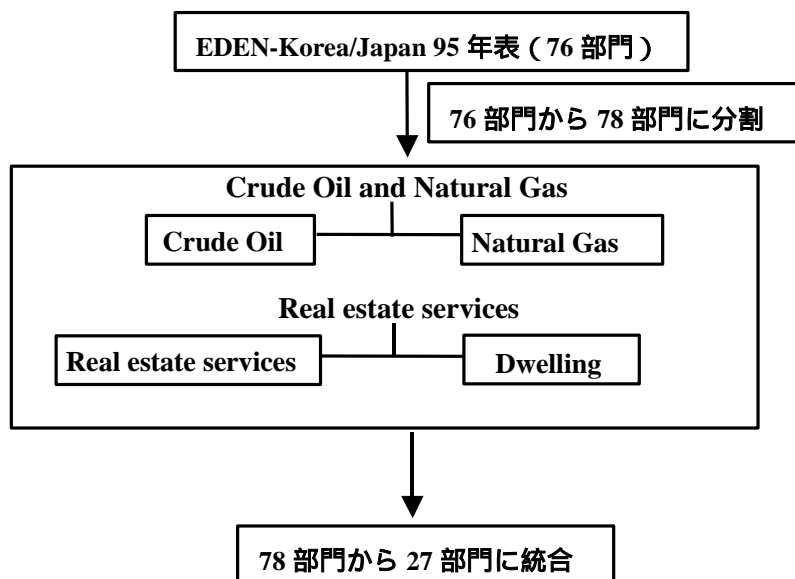 EDEN-Korea/Japan 95 年表（76 部門）
76 部門から 78 部門に分割
Crude Oil and Natural Gas
Crude Oil
Natural Gas
Real estate services
Real estate services
Dwelling
78 部門から 27 部門に統合